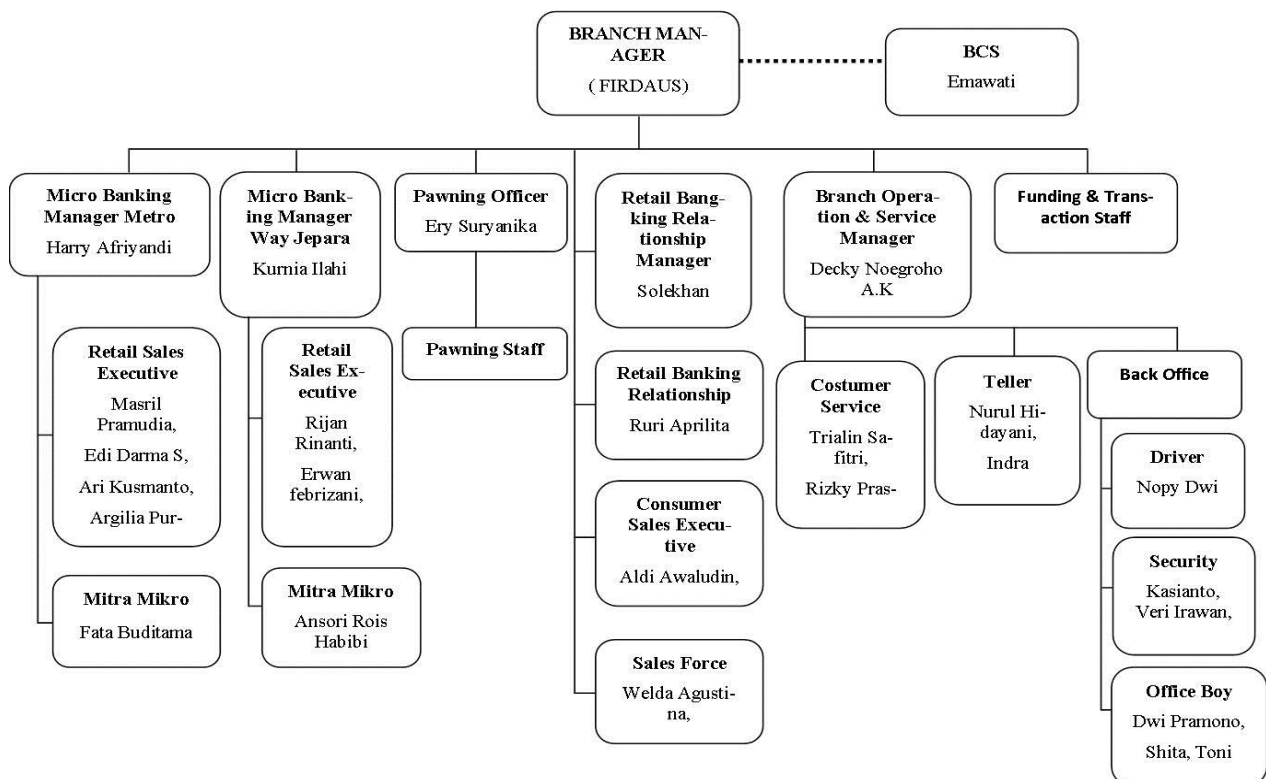 BRANCH MAN-
AGER
( FIRDAUS)
BCS
Emawati
Micro Banking
Manager Metro
Harry Afriyandi
Micro Bank-
ing Manager
Way Jepara
Kurnia Ilahi
Pawning Officer
Ery Suryanika
Retail Bang-
king Rela-
tionship
Manager
Solekhan
Branch Opera-
tion & Service
Manager
Decky Noegroho
A.K
Funding & Trans-
action Staff
Retail Sales
Executive
Masril
Pramudia,
Edi Darma S,
Ari Kusmanto,
Argilia Pur-
Retail
Sales Ex-
ecutive
Rijan
Rinanti,
Erwan
febrizani,
Pawning Staff
Retail Banking
Relationship
Ruri Aprilita
Costumer
Service
Trialin Sa-
fitri,
Rizky Pras-
Teller
Nurul Hi-
dayani,
Indra
Back Office
Driver
Nopy Dwi
Consumer
Sales Execu-
tive
Aldi Awaludin,
Security
Kasianto,
Veri Irawan,
Mitra Mikro
Fata Buditama
Mitra Mikro
Ansori Rois
Habibi
Sales Force
Welda Agusti-
na,
Office Boy
Dwi Pramono,
Shita, Toni